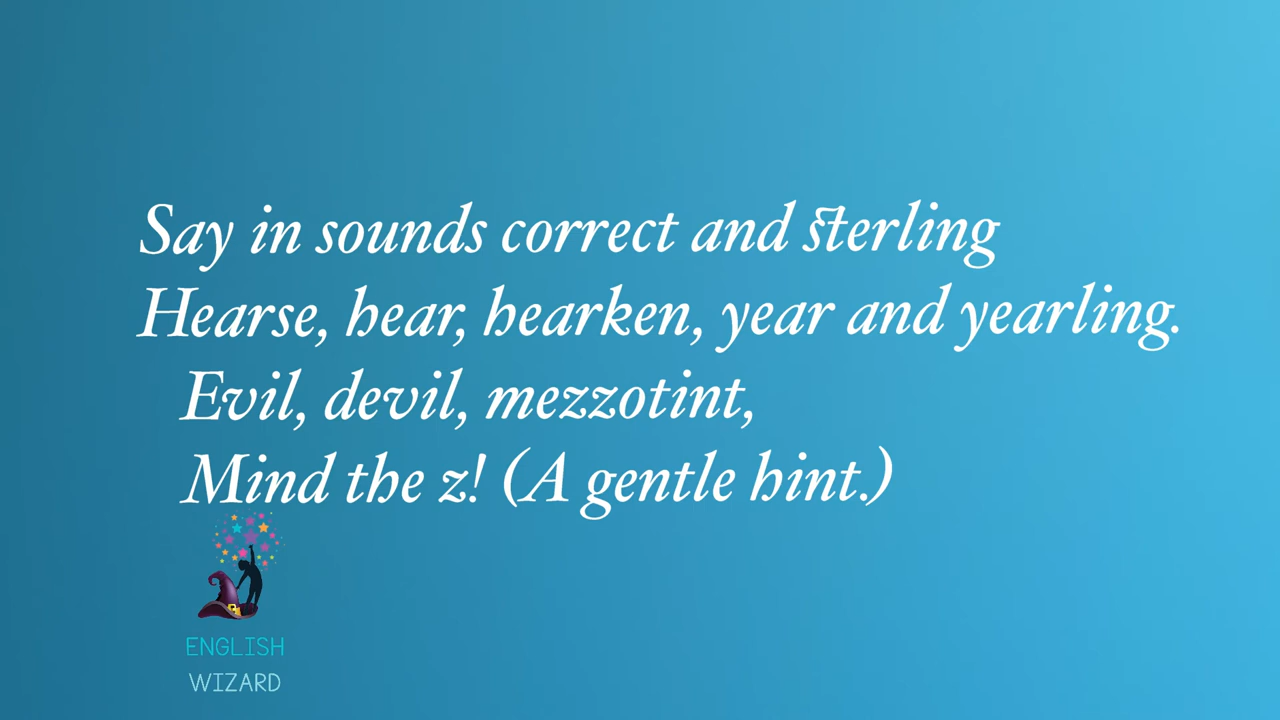 Say in sounds correct and sterling
Hearse, hear, hearken, year and yearling.
Evil, devil, mezzotint,
Mind the z! (A gentle hint.)
ENGLISH
WIZARD